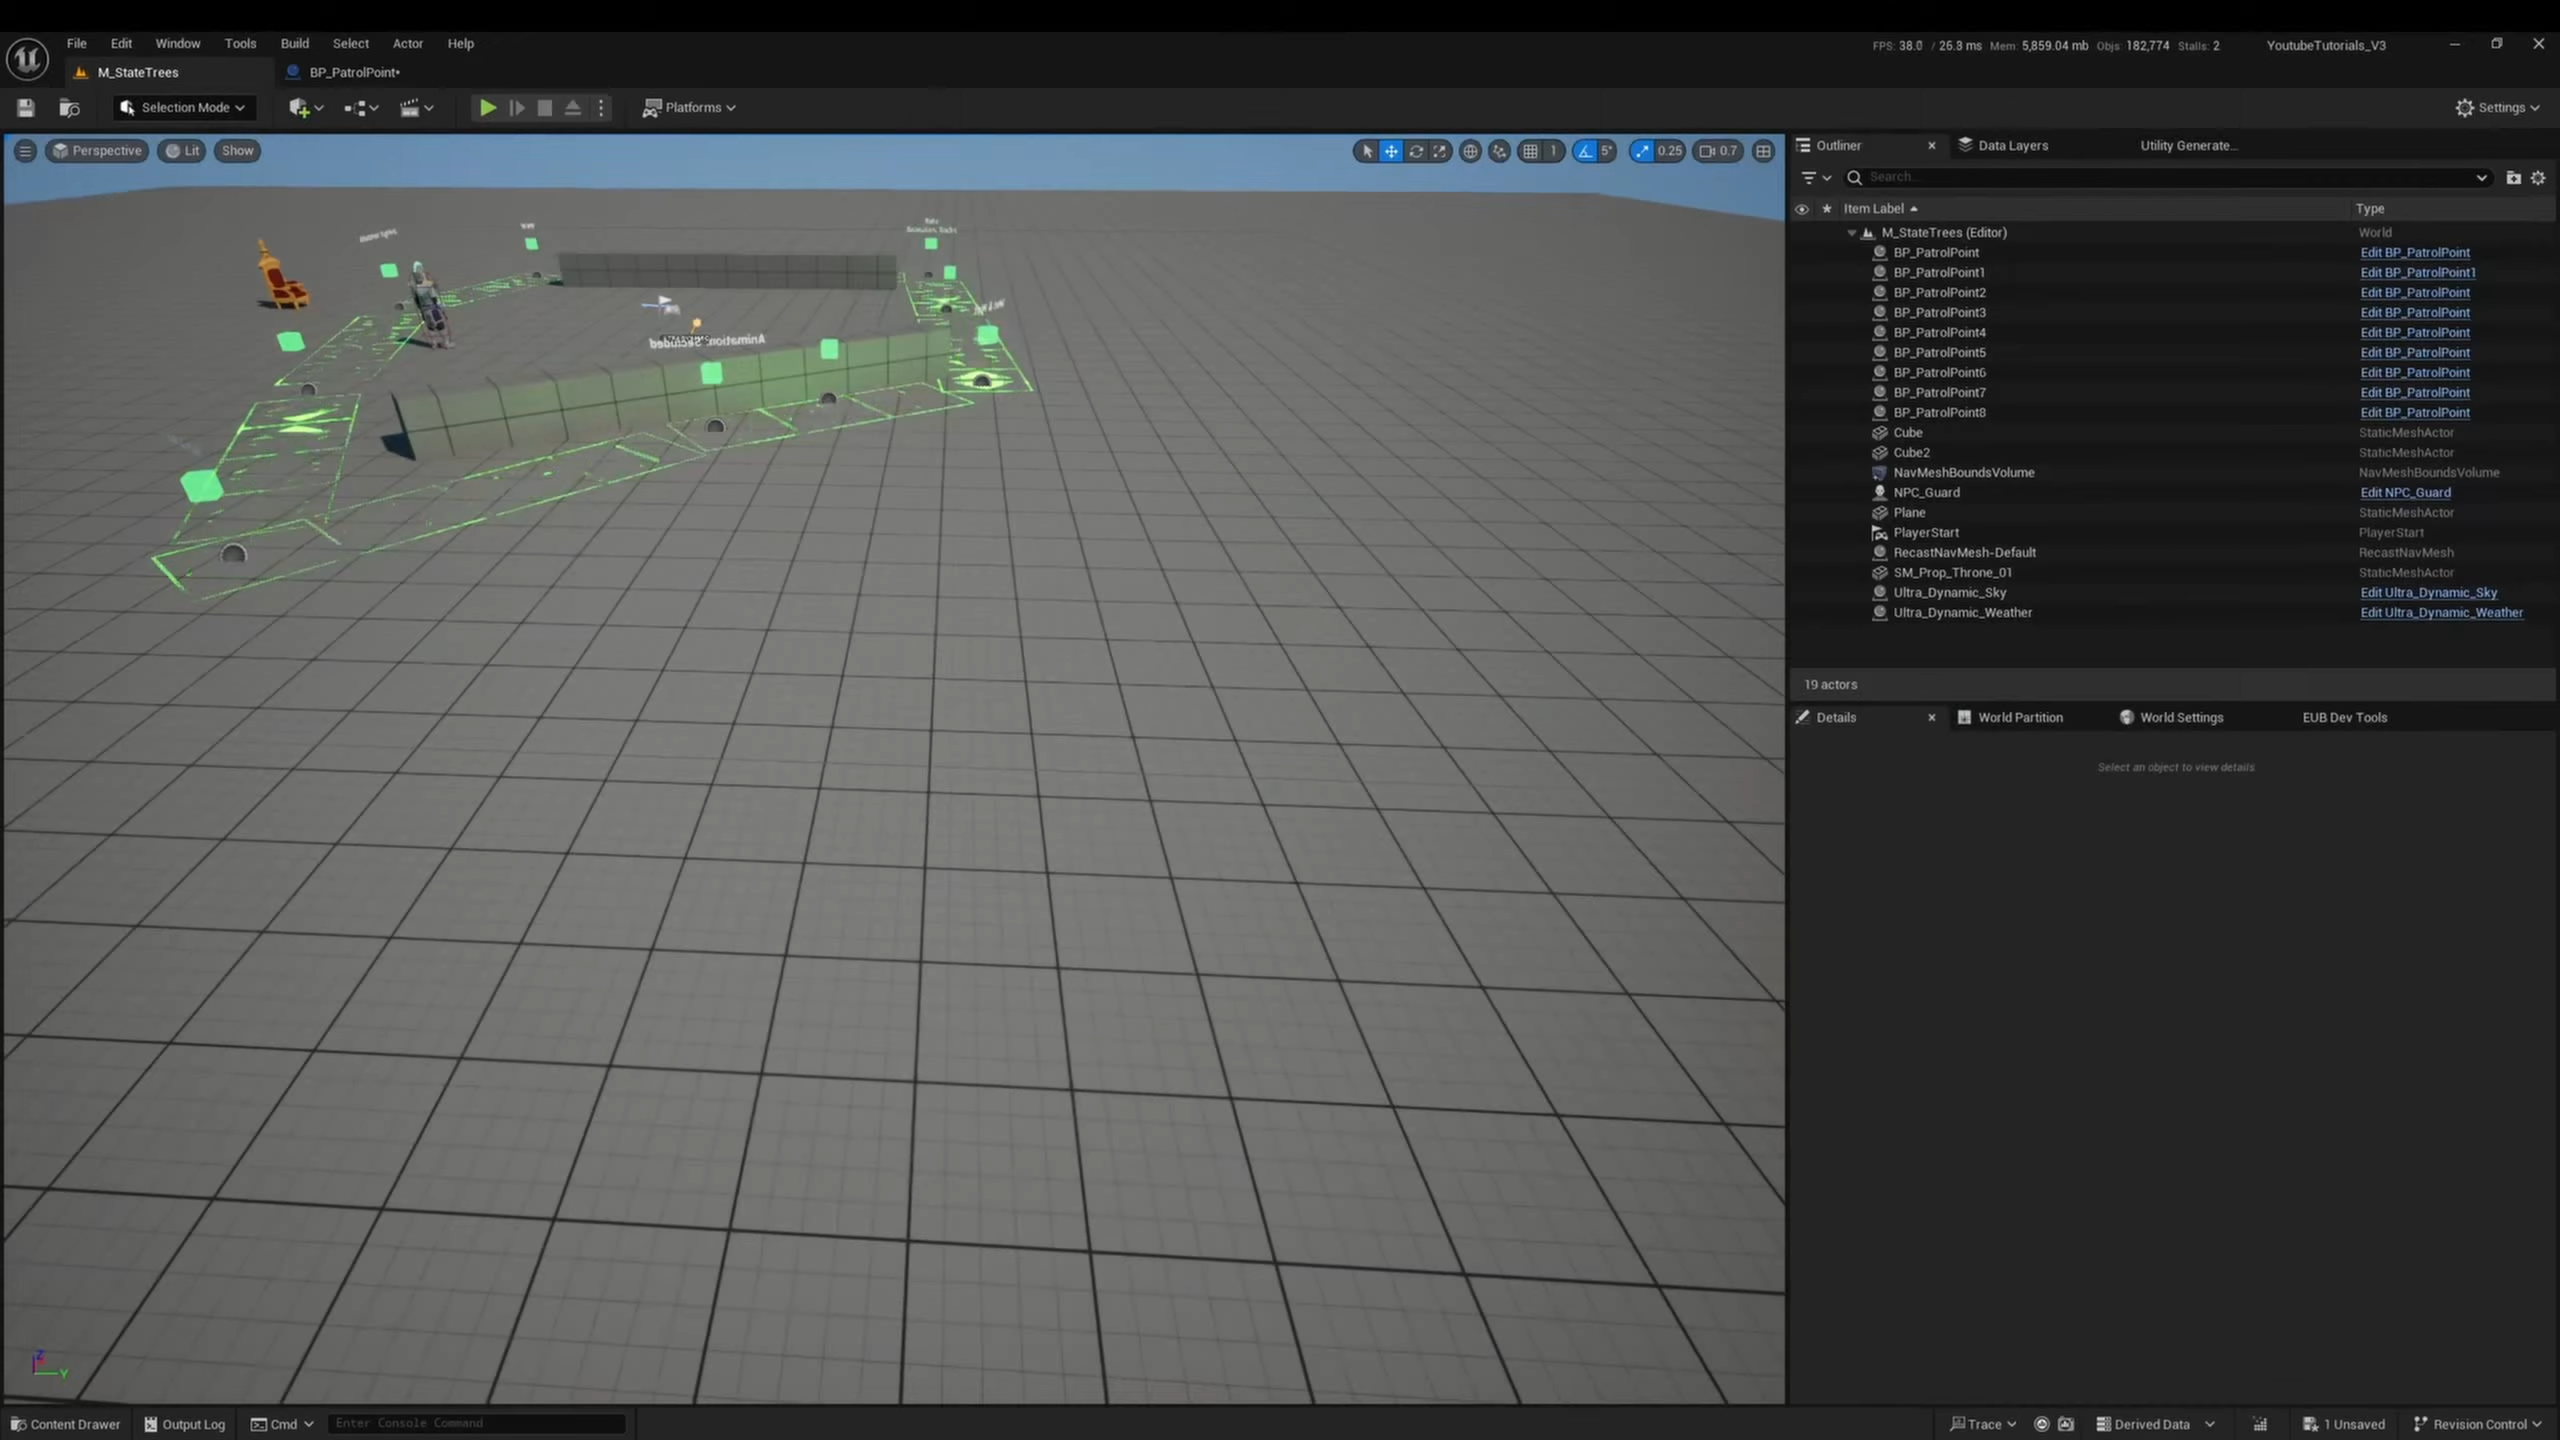 File Edit Window Tools Build Select Actor Help
FPS: 38.0 / 26.3 ms Mem: 5,859.04 mb Objs: 182,774 Stalls: 2 YoutubeTutorials_V3
M_StateTrees BP_PatrolPoint•
Selection Mode Platforms Settings
Perspective Lit Show 1 5° 0.25 0.7
Outliner Data Layers Utility Generate...
Search...
Item Label Type
M_StateTrees (Editor) World
BP_PatrolPoint Edit BP_PatrolPoint
BP_PatrolPoint1 Edit BP_PatrolPoint1
BP_PatrolPoint2 Edit BP_PatrolPoint
BP_PatrolPoint3 Edit BP_PatrolPoint
BP_PatrolPoint4 Edit BP_PatrolPoint
BP_PatrolPoint5 Edit BP_PatrolPoint
BP_PatrolPoint6 Edit BP_PatrolPoint
BP_PatrolPoint7 Edit BP_PatrolPoint
BP_PatrolPoint8 Edit BP_PatrolPoint
Cube StaticMeshActor
Cube2 StaticMeshActor
NavMeshBoundsVolume NavMeshBoundsVolume
NPC_Guard Edit NPC_Guard
Plane StaticMeshActor
PlayerStart PlayerStart
RecastNavMesh-Default RecastNavMesh
SM_Prop_Throne_01 StaticMeshActor
Ultra_Dynamic_Sky Edit Ultra_Dynamic_Sky
Ultra_Dynamic_Weather Edit Ultra_Dynamic_Weather
19 actors
Details World Partition World Settings EUB Dev Tools
Select an object to view details
Z
Y
Content Drawer Output Log Cmd Enter Console Command
Trace Derived Data 1 Unsaved Revision Control